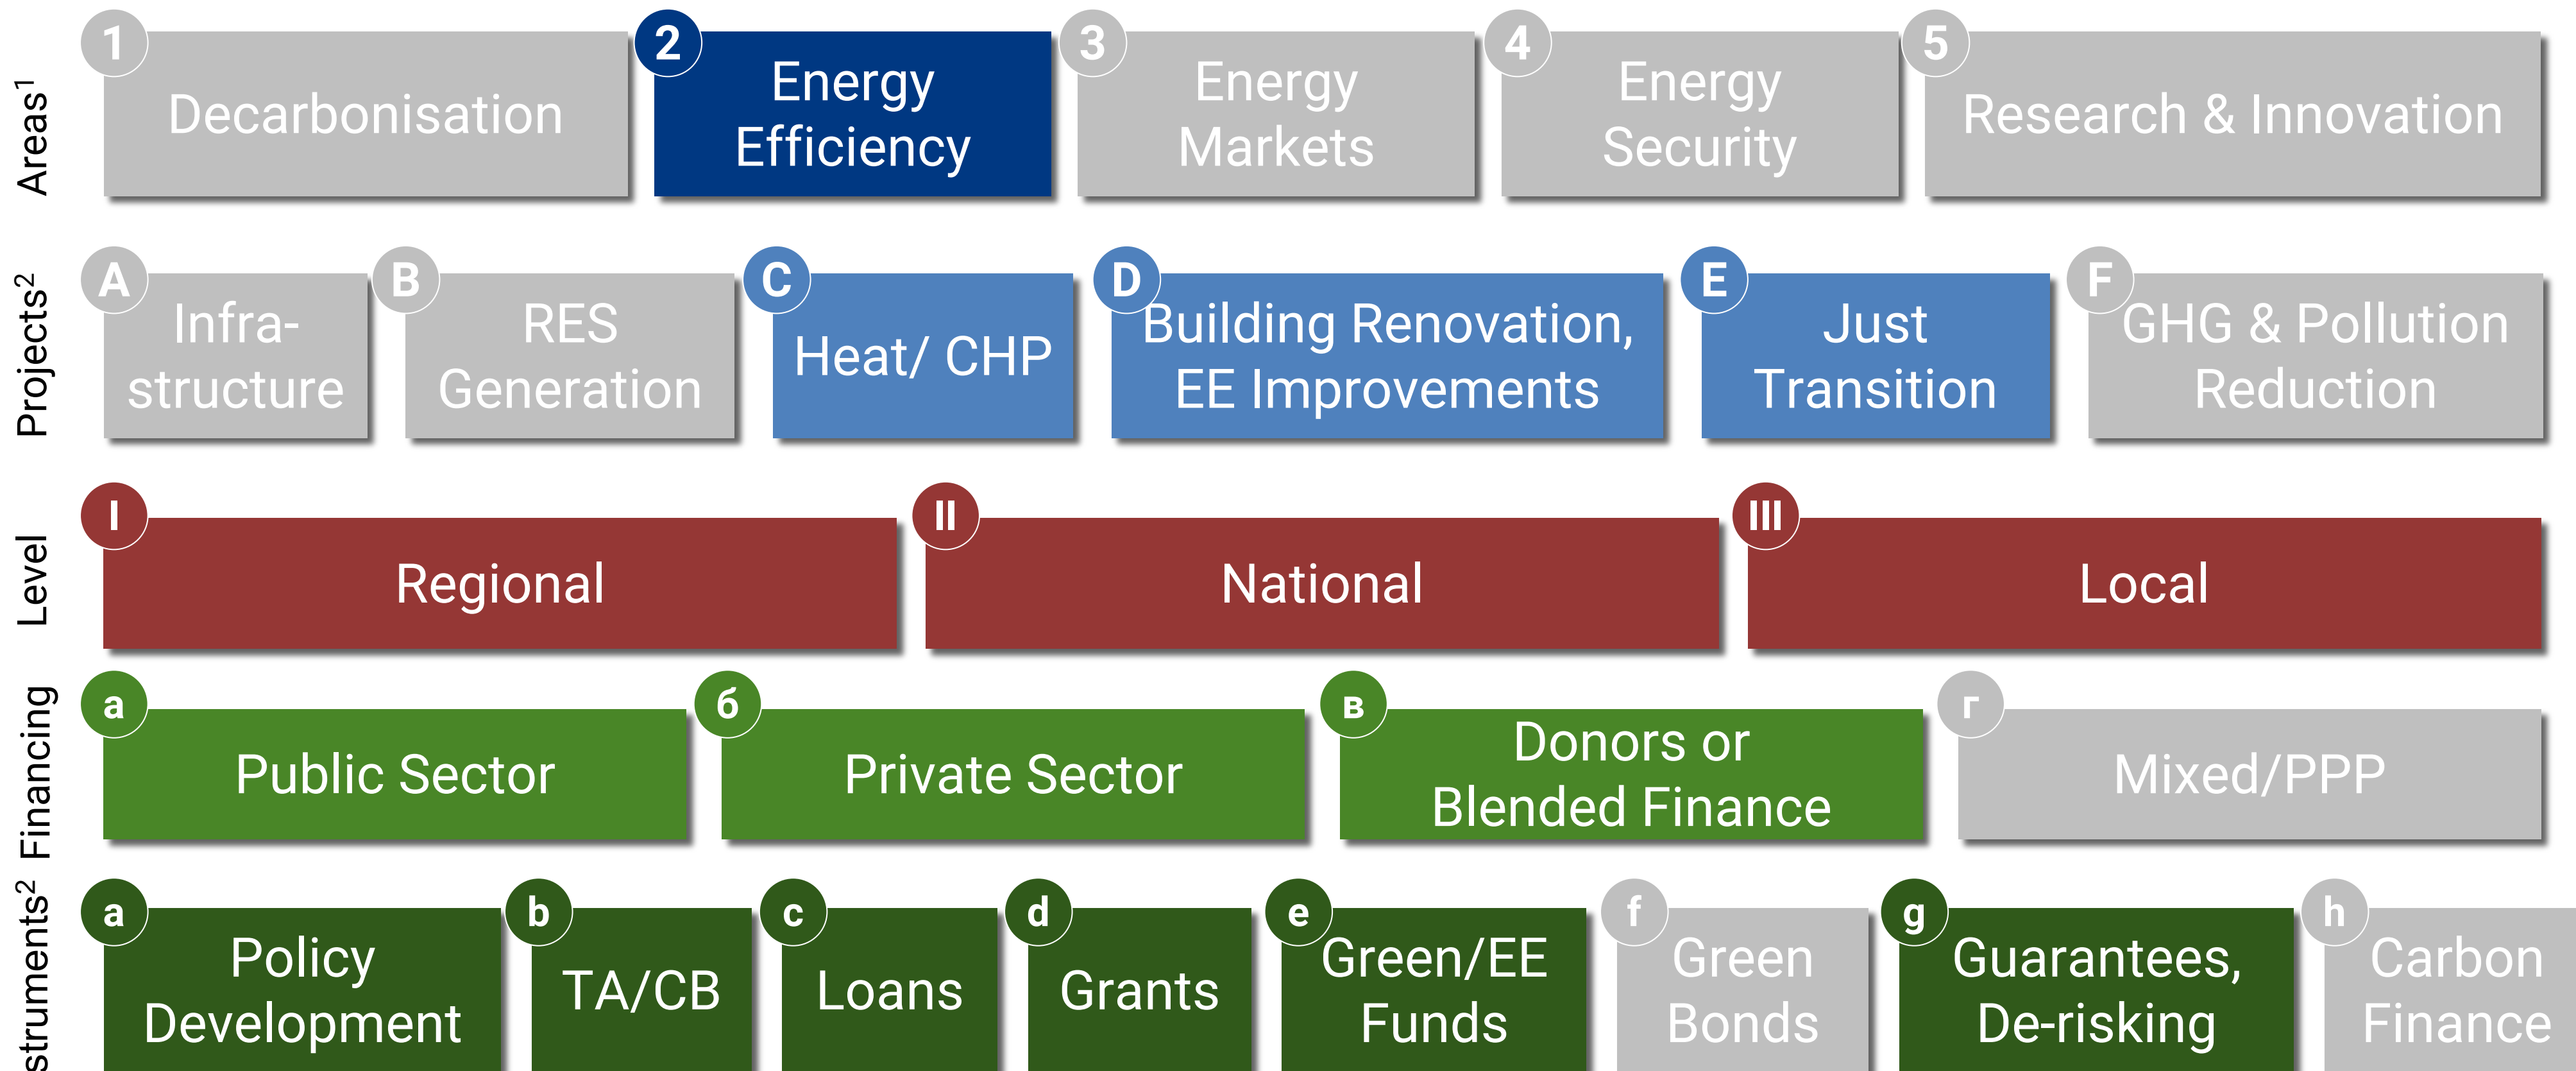 Areas¹
1
Decarbonisation
2
Energy
Efficiency
3
Energy
Markets
4
Energy
Security
5
Research & Innovation
Projects²
A
Infra-
structure
B
RES
Generation
C
Heat/ CHP
D
Building Renovation,
EE Improvements
E
Just
Transition
F
GHG & Pollution
Reduction
Level
I
Regional
II
National
III
Local
Financing
а
Public Sector
б
Private Sector
в
Donors or
Blended Finance
г
Mixed/PPP
struments²
a
Policy
Development
b
TA/CB
c
Loans
d
Grants
e
Green/EE
Funds
f
Green
Bonds
g
Guarantees,
De-risking
h
Carbon
Finance